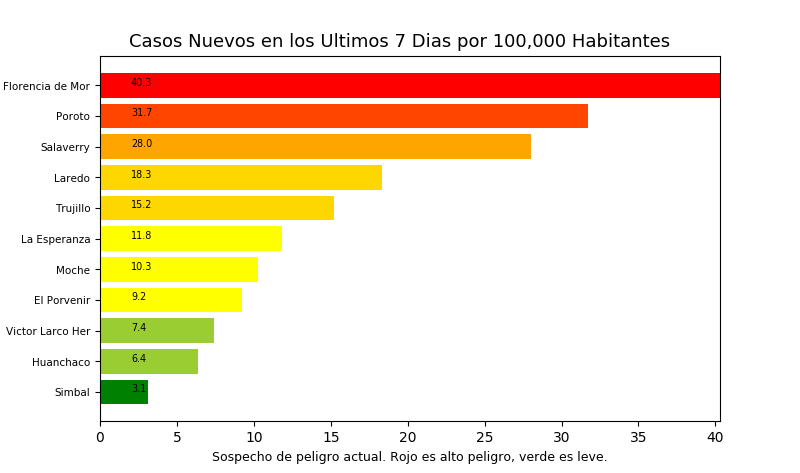 Casos Nuevos en los Ultimos 7 Dias por 100,000 Habitantes
Florencia de Mor 40.3
Poroto 31.7
Salaverry 28.0
Laredo 18.3
Trujillo 15.2
La Esperanza 11.8
Moche 10.3
El Porvenir 9.2
Victor Larco Her 7.4
Huanchaco 6.4
Simbal 3.1
0 5 10 15 20 25 30 35 40
Sospecho de peligro actual. Rojo es alto peligro, verde es leve.